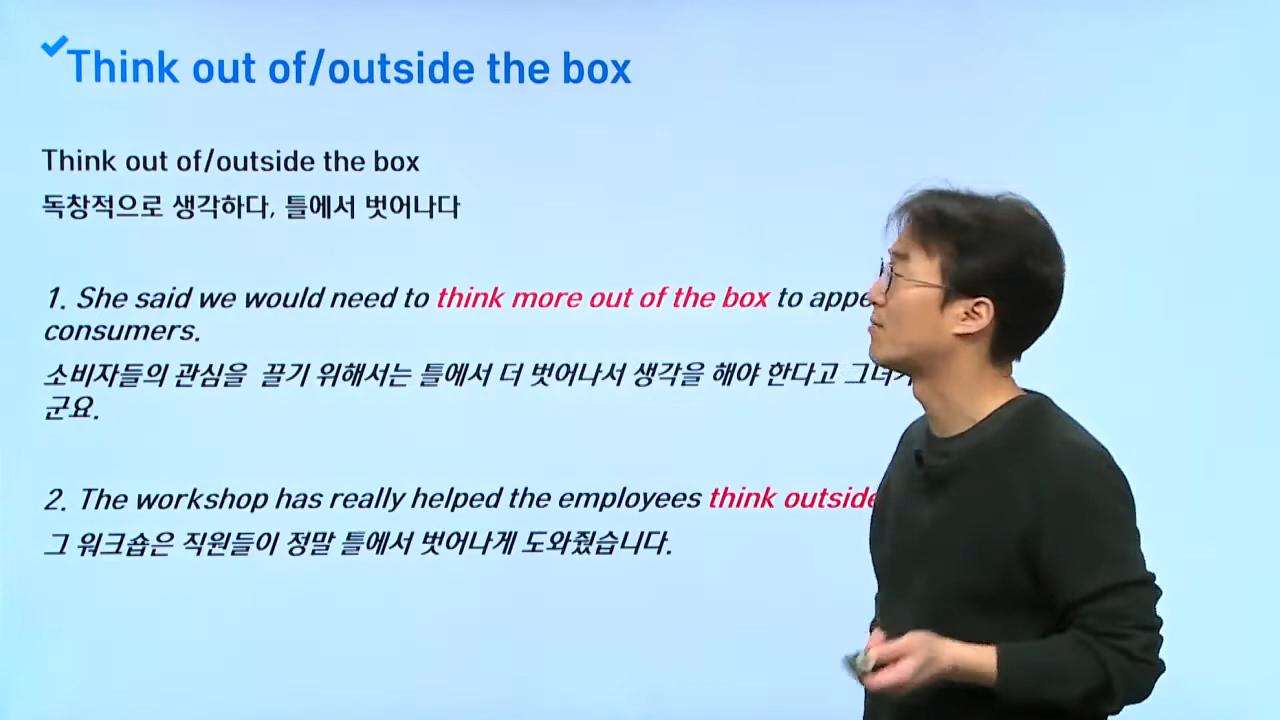 Think out of/outside the box
Think out of/outside the box
독창적으로 생각하다, 틀에서 벗어나다
1. She said we would need to think more out of the box to
consumers.
소비자들의 관심을 끌기 위해서는 틀에서 더 벗어나서 생각을 해야 한다고
군요.
2. The workshop has really helped the employees think outside
그 워크숍은 직원들이 정말 틀에서 벗어나게 도와줬습니다.